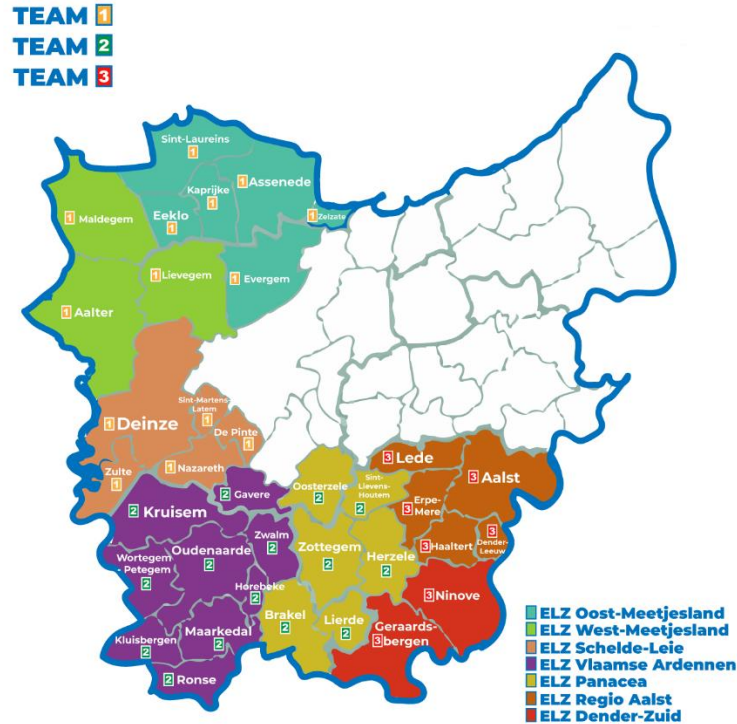 TEAM 1
TEAM 2
TEAM 3
Sint-Laureins
1
1 Assenede
Kaprijke
1
1 Zelzate
Eeklo
1
1 Maldegem
1 Lievegem
1 Evergem
1 Aalter
1 Deinze
Sint-Martens-
Latem
1
De Pinte
1
Zulte
1
1 Nazareth
2 Gavere
2
Kruisem
Oosterzele
2
Sint-
Lievens-
Houtem
2
3 Lede
3 Aalst
Erpe-
3
Mere
3 Haaltert
3
Dender-
Leeuw
Zwalm
2
Oudenaarde
2
Wortegem
- Petegem
2
Zottegem
2
Herzele
2
Horebeke
2
Brakel
2
Lierde
2
3 Ninove
Geraards-
3 bergen
Kluisbergen
2
Maarkedal
2
2 Ronse
ELZ Oost-Meetjesland
ELZ West-Meetjesland
ELZ Schelde-Leie
ELZ Vlaamse Ardennen
ELZ Panacea
ELZ Regio Aalst
ELZ Dender-Zuid